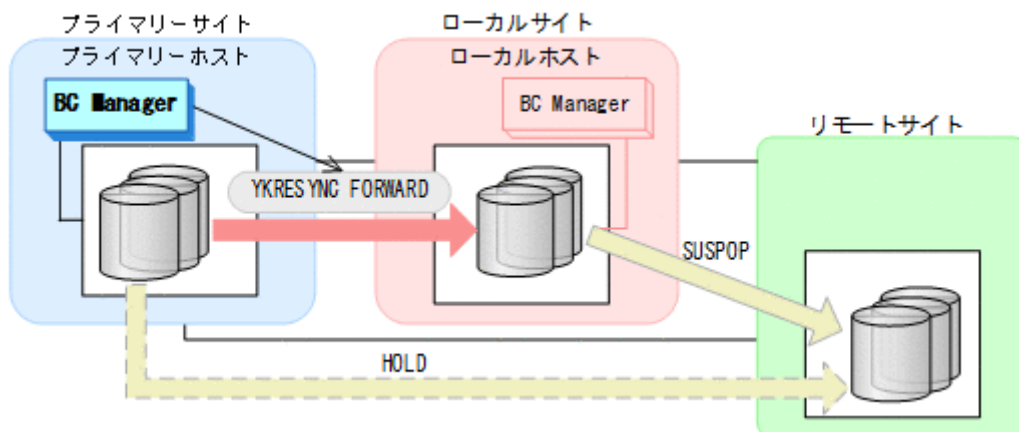 プライマリーサイト
ローカルサイト
プライマリーホスト
ローカルホスト
BC Manager
BC Manager
リモートサイト
YKRESYNC FORWARD
SUSPOP
HOLD